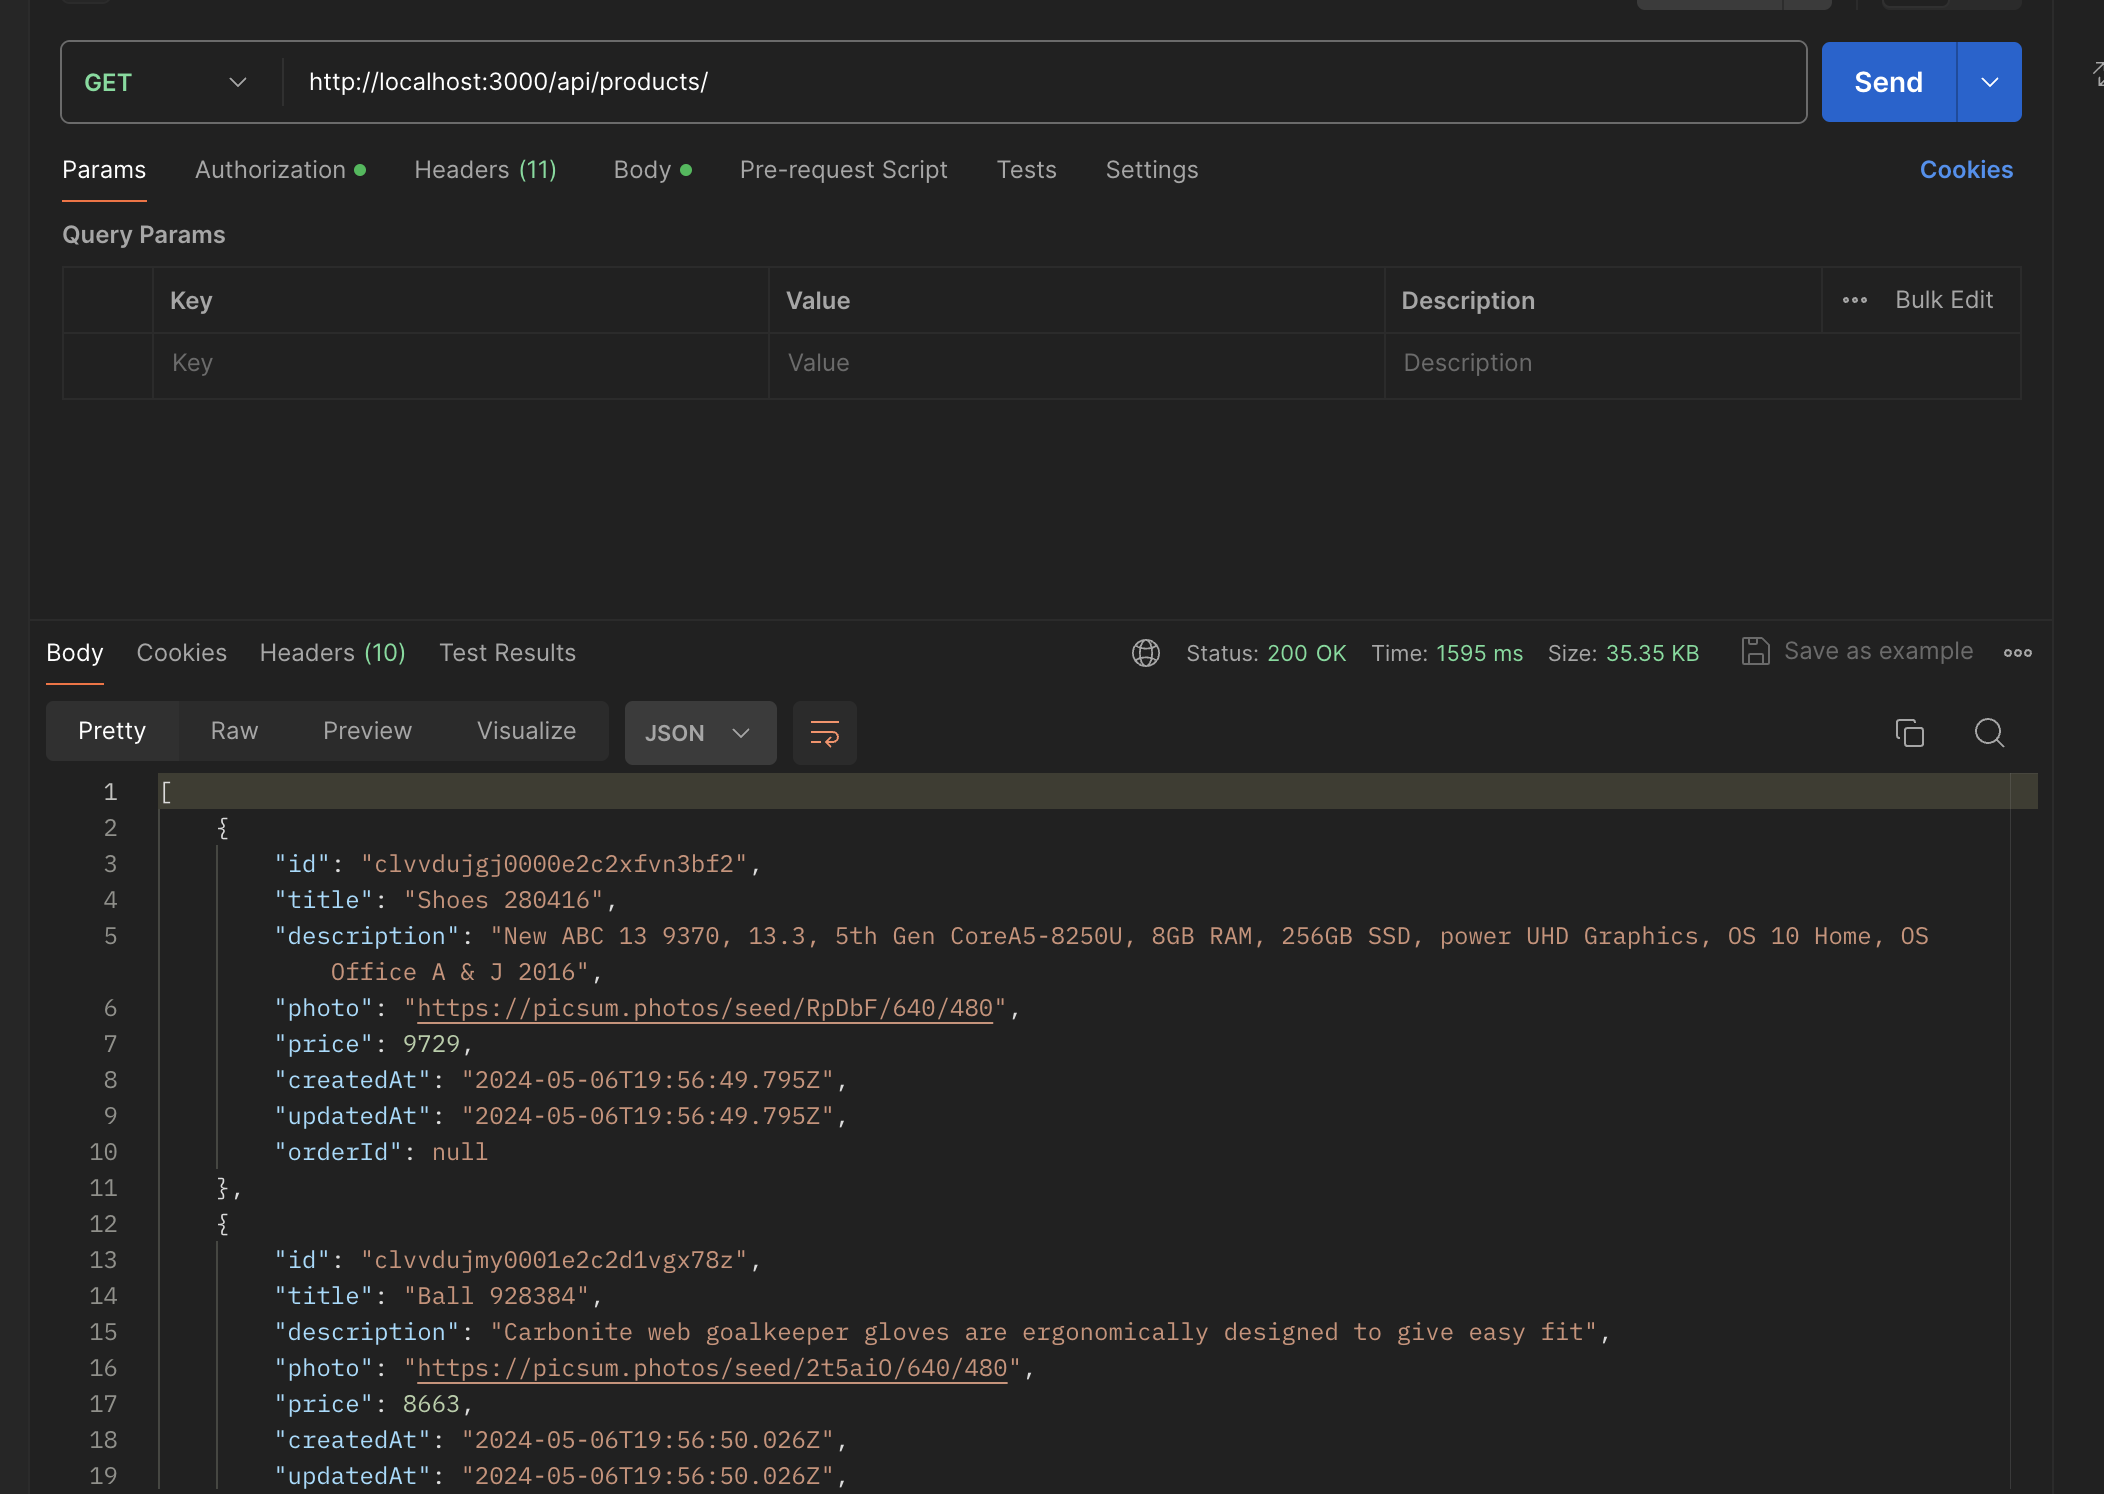 GET http://localhost:3000/api/products/ Send
Params Authorization Headers (11) Body Pre-request Script Tests Settings Cookies
Query Params
Key Value Description Bulk Edit
Key Value Description
Body Cookies Headers (10) Test Results Status: 200 OK Time: 1595 ms Size: 35.35 KB Save as example
Pretty Raw Preview Visualize JSON
1 [
2 {
3 "id": "clvvdujgj0000e2c2xfvn3bf2",
4 "title": "Shoes 280416",
5 "description": "New ABC 13 9370, 13.3, 5th Gen CoreA5-8250U, 8GB RAM, 256GB SSD, power UHD Graphics, OS 10 Home, OS
Office A & J 2016",
6 "photo": "https://picsum.photos/seed/RpDbF/640/480",
7 "price": 9729,
8 "createdAt": "2024-05-06T19:56:49.795Z",
9 "updatedAt": "2024-05-06T19:56:49.795Z",
10 "orderId": null
11 },
12 {
13 "id": "clvvdujmy0001e2c2d1vgx78z",
14 "title": "Ball 928384",
15 "description": "Carbonite web goalkeeper gloves are ergonomically designed to give easy fit",
16 "photo": "https://picsum.photos/seed/2t5aiO/640/480",
17 "price": 8663,
18 "createdAt": "2024-05-06T19:56:50.026Z",
19 "updatedAt": "2024-05-06T19:56:50.026Z",